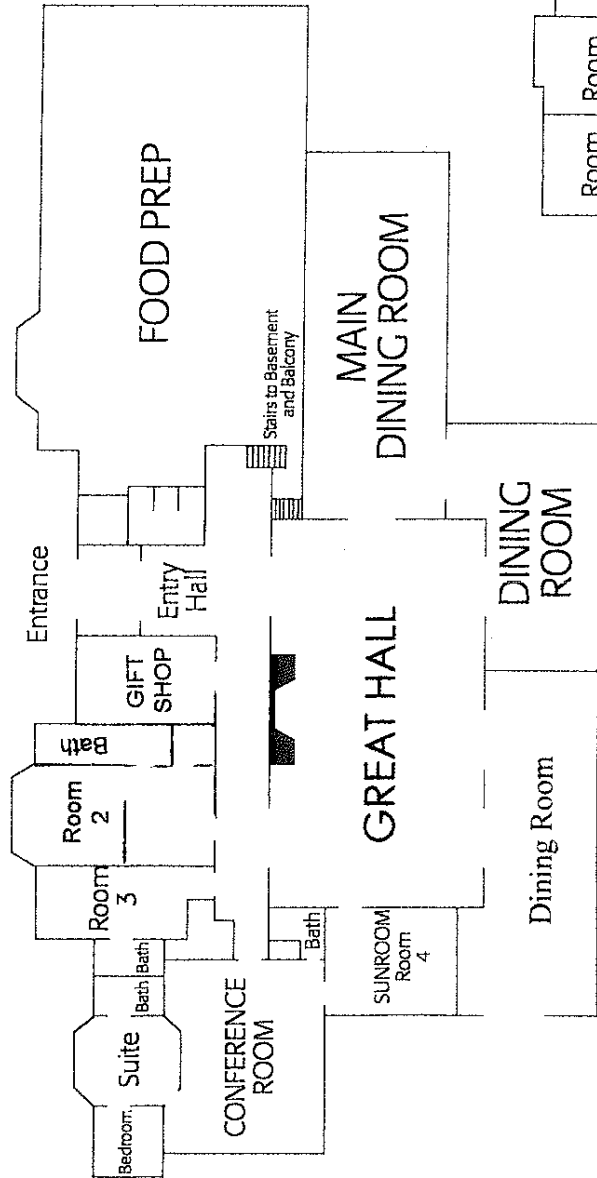 Entrance
FOOD PREP
Entry
Hall
GIFT
SHOP
Bath
Room
2
Room
3
Bath
Bath
Suite
Bedroom
CONFERENCE
ROOM
Bath
SUNROOM
Room
4
GREAT HALL
Stairs to Basement
and Balcony
MAIN
DINING ROOM
DINING
ROOM
Dining Room
Room
Room